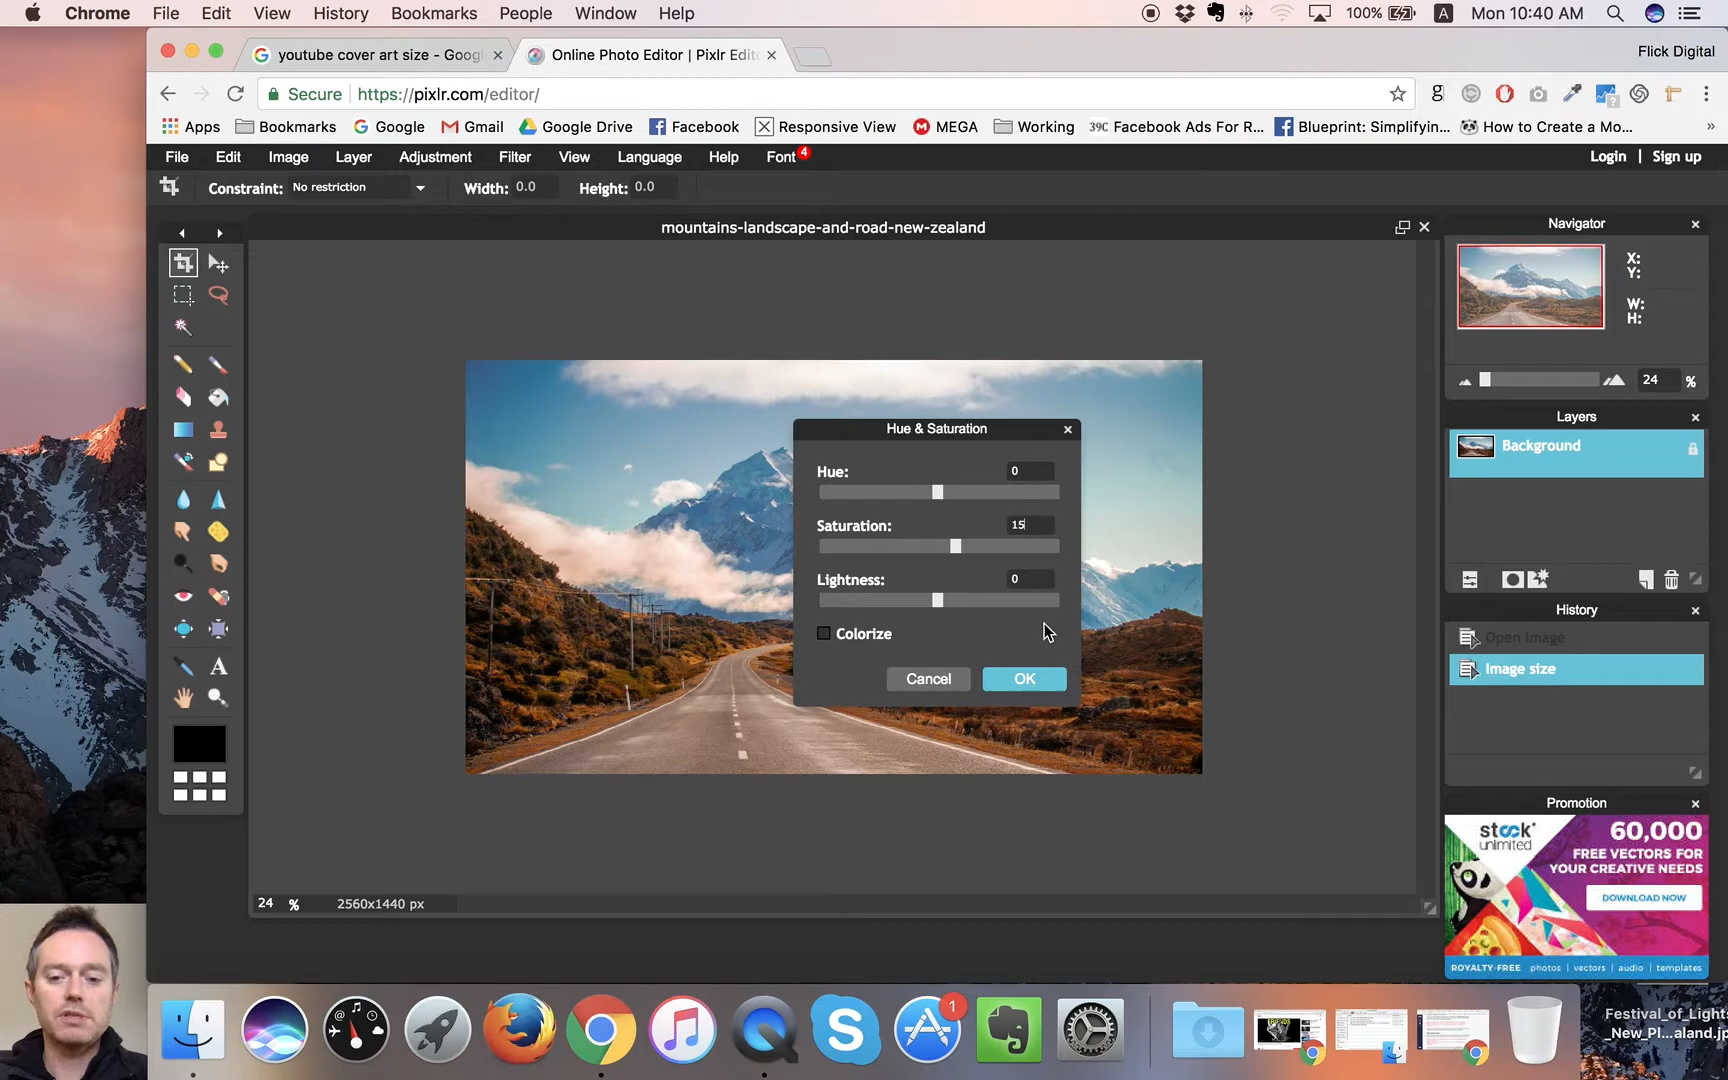 Chrome File Edit View History Bookmarks People Window Help 100% A Mon 10:40 AM
youtube cover art size - Googl Online Photo Editor | Pixlr Edit Flick Digital
Secure https://pixlr.com/editor/
Apps Bookmarks Google Gmail Google Drive Facebook Responsive View MEGA Working 39C Facebook Ads For R... Blueprint: Simplifyin... How to Create a Mo... »
File Edit Image Layer Adjustment Filter View Language Help Font 4 Login | Sign up
Constraint: No restriction Width: 0.0 Height: 0.0
mountains-landscape-and-road-new-zealand
Navigator
X:
Y:
W:
H:
24 %
Hue & Saturation
Hue: 0
Saturation: 15
Lightness: 0
Colorize
Cancel OK
Layers
Background
History
Open Image
Image size
24 % 2560x1440 px
Promotion
stock
unlimited
60,000
FREE VECTORS FOR
YOUR CREATIVE NEEDS
DOWNLOAD NOW
ROYALTY-FREE photos | vectors | audio | templates
1
Festival_of_Lights
_New_Pl...aland.jp